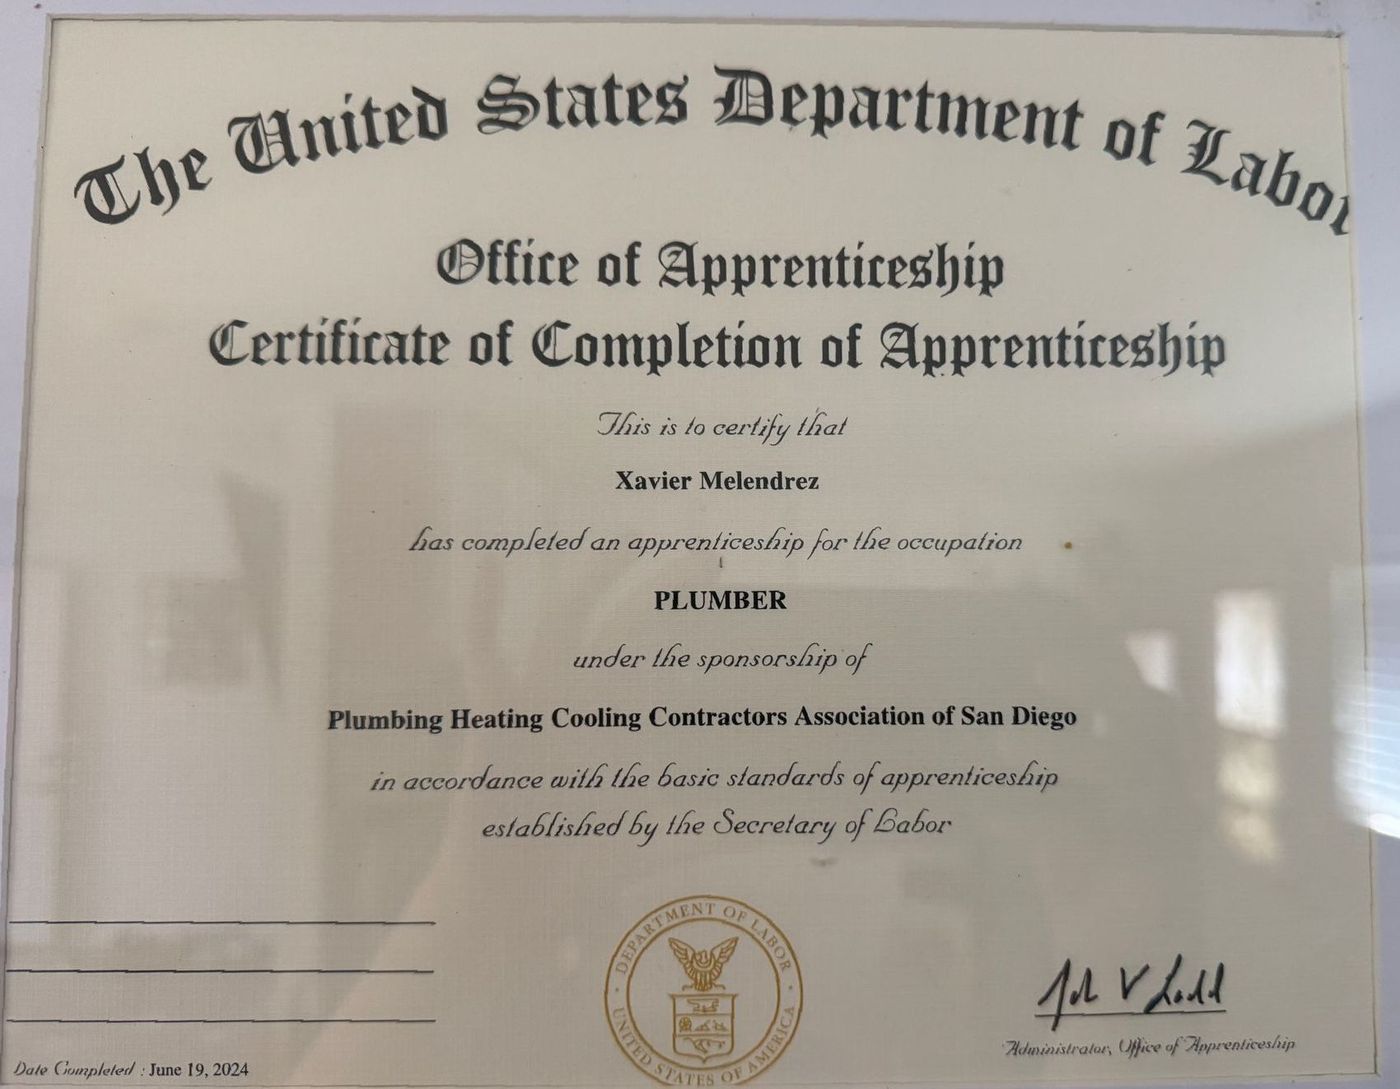 The United States Department of Labor
Office of Apprenticeship
Certificate of Completion of Apprenticeship
This is to certify that
Xavier Melendrez
has completed an apprenticeship for the occupation
PLUMBER
under the sponsorship of
Plumbing Heating Cooling Contractors Association of San Diego
in accordance with the basic standards of apprenticeship
established by the Secretary of Labor
DEPARTMENT OF LABOR
UNITED STATES OF AMERICA
John V Ladd
Administrator, Office of Apprenticeship
Date Completed : June 19, 2024